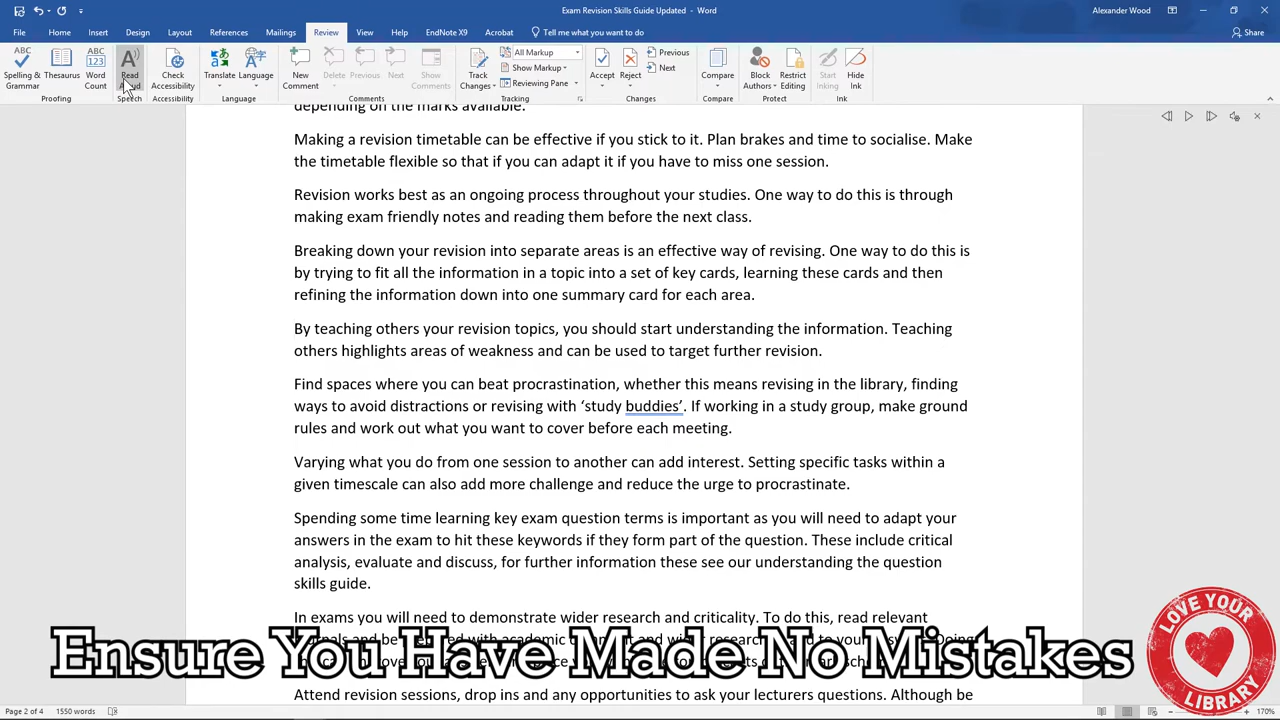 Exam Revision Skills Guide Updated - Word
Alexander Wood
File Home Insert Design Layout References Mailings Review View Help EndNote X9 Acrobat Tell me what you want to do Share
Spelling & Grammar
Thesaurus
ABC 123 Word Count
Read Aloud
Check Accessibility
Translate
Language
New Comment
Delete
Previous
Next
Show Comments
Track Changes
All Markup
Show Markup
Reviewing Pane
Accept
Reject
Previous
Next
Compare
Block Authors
Restrict Editing
Start Inking
Hide Ink
Proofing Speech Accessibility Language Comments Tracking Changes Compare Protect Ink
depending on the marks available.
Making a revision timetable can be effective if you stick to it. Plan brakes and time to socialise. Make
the timetable flexible so that if you can adapt it if you have to miss one session.
Revision works best as an ongoing process throughout your studies. One way to do this is through
making exam friendly notes and reading them before the next class.
Breaking down your revision into separate areas is an effective way of revising. One way to do this is
by trying to fit all the information in a topic into a set of key cards, learning these cards and then
refining the information down into one summary card for each area.
By teaching others your revision topics, you should start understanding the information. Teaching
others highlights areas of weakness and can be used to target further revision.
Find spaces where you can beat procrastination, whether this means revising in the library, finding
ways to avoid distractions or revising with ‘study buddies’. If working in a study group, make ground
rules and work out what you want to cover before each meeting.
Varying what you do from one session to another can add interest. Setting specific tasks within a
given timescale can also add more challenge and reduce the urge to procrastinate.
Spending some time learning key exam question terms is important as you will need to adapt your
answers in the exam to hit these keywords if they form part of the question. These include critical
analysis, evaluate and discuss, for further information these see our understanding the question
skills guide.
In exams you will need to demonstrate wider research and criticality. To do this, read relevant
Ensure You Have Made No Mistakes
Attend revision sessions, drop ins and any opportunities to ask your lecturers questions. Although be
LOVE YOUR LIBRARY
Page 2 of 4 1550 words
170%